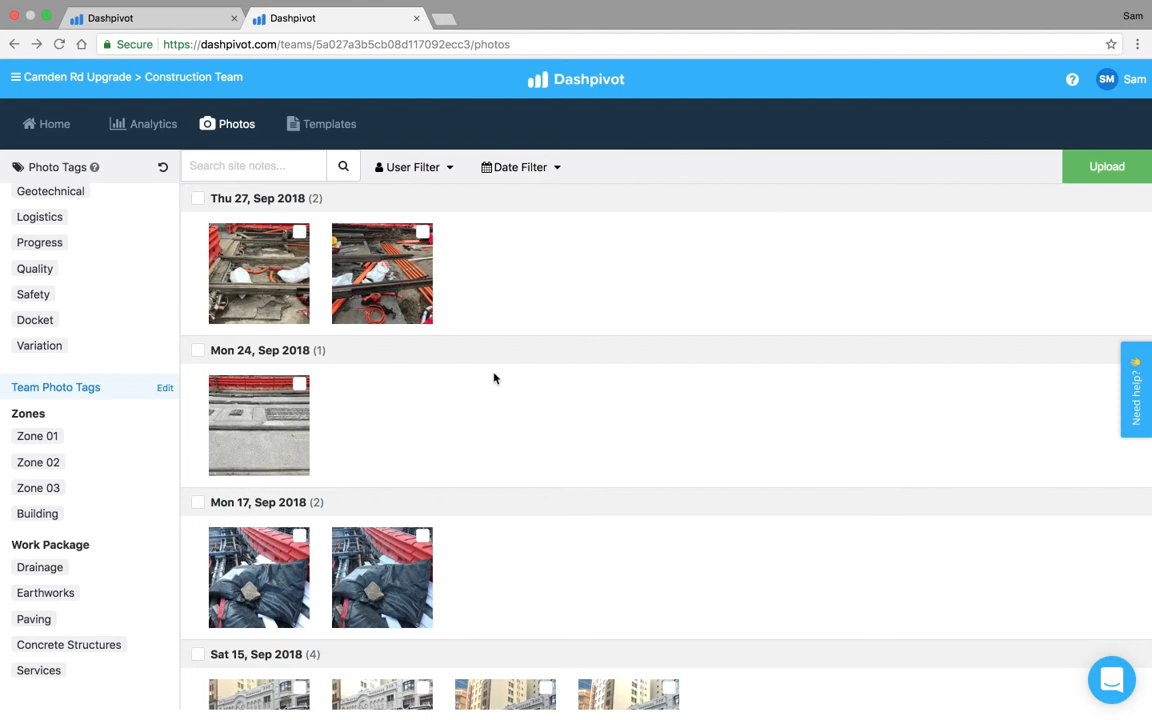 Dashpivot
Dashpivot
Sam
Secure https://dashpivot.com/teams/5a027a3b5cb08d117092ecc3/photos
Camden Rd Upgrade > Construction Team
Dashpivot
? SM Sam
Home Analytics Photos Templates
Photo Tags ?
Search site notes...
User Filter
Date Filter
Upload
Geotechnical
Logistics
Progress
Quality
Safety
Docket
Variation
Team Photo Tags Edit
Zones
Zone 01
Zone 02
Zone 03
Building
Work Package
Drainage
Earthworks
Paving
Concrete Structures
Services
Thu 27, Sep 2018 (2)
Mon 24, Sep 2018 (1)
Mon 17, Sep 2018 (2)
Sat 15, Sep 2018 (4)
Need help? 👋